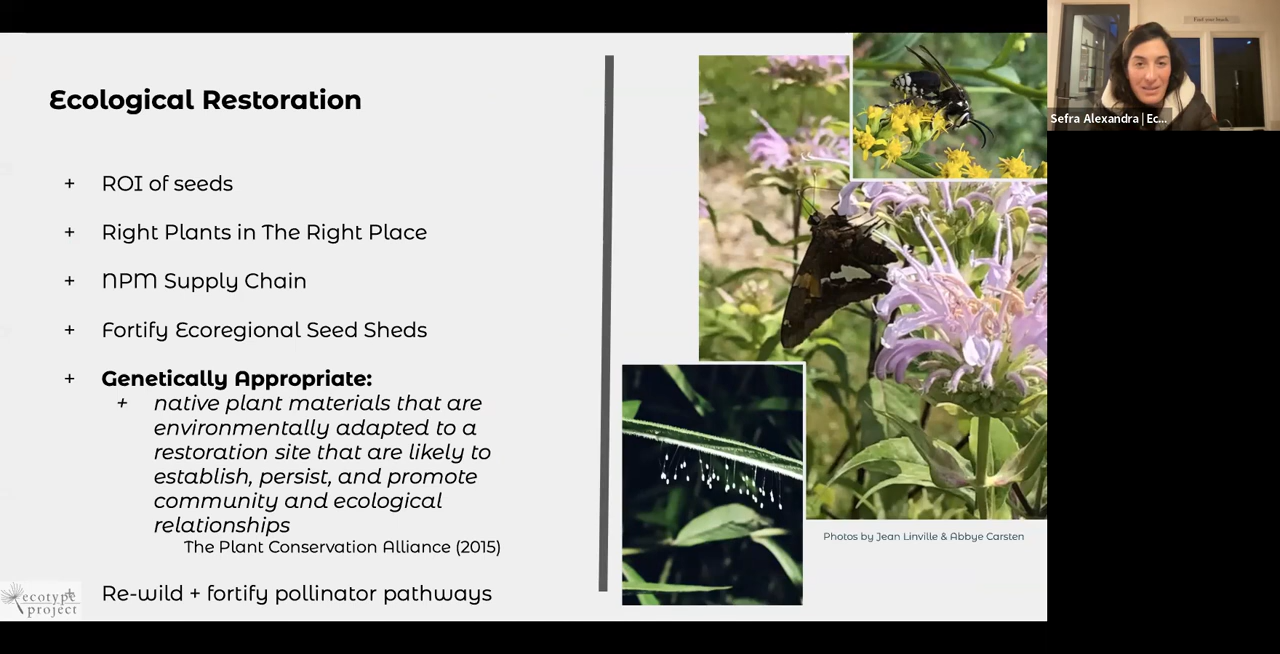 Ecological Restoration
+ ROI of seeds
+ Right Plants in The Right Place
+ NPM Supply Chain
+ Fortify Ecoregional Seed Sheds
+ Genetically Appropriate:
+ native plant materials that are
environmentally adapted to a
restoration site that are likely to
establish, persist, and promote
community and ecological
relationships
The Plant Conservation Alliance (2015)
+ Re-wild + fortify pollinator pathways
ecotype
project
Photos by Jean Linville & Abbye Carsten
Sefra Alexandra | Ec...